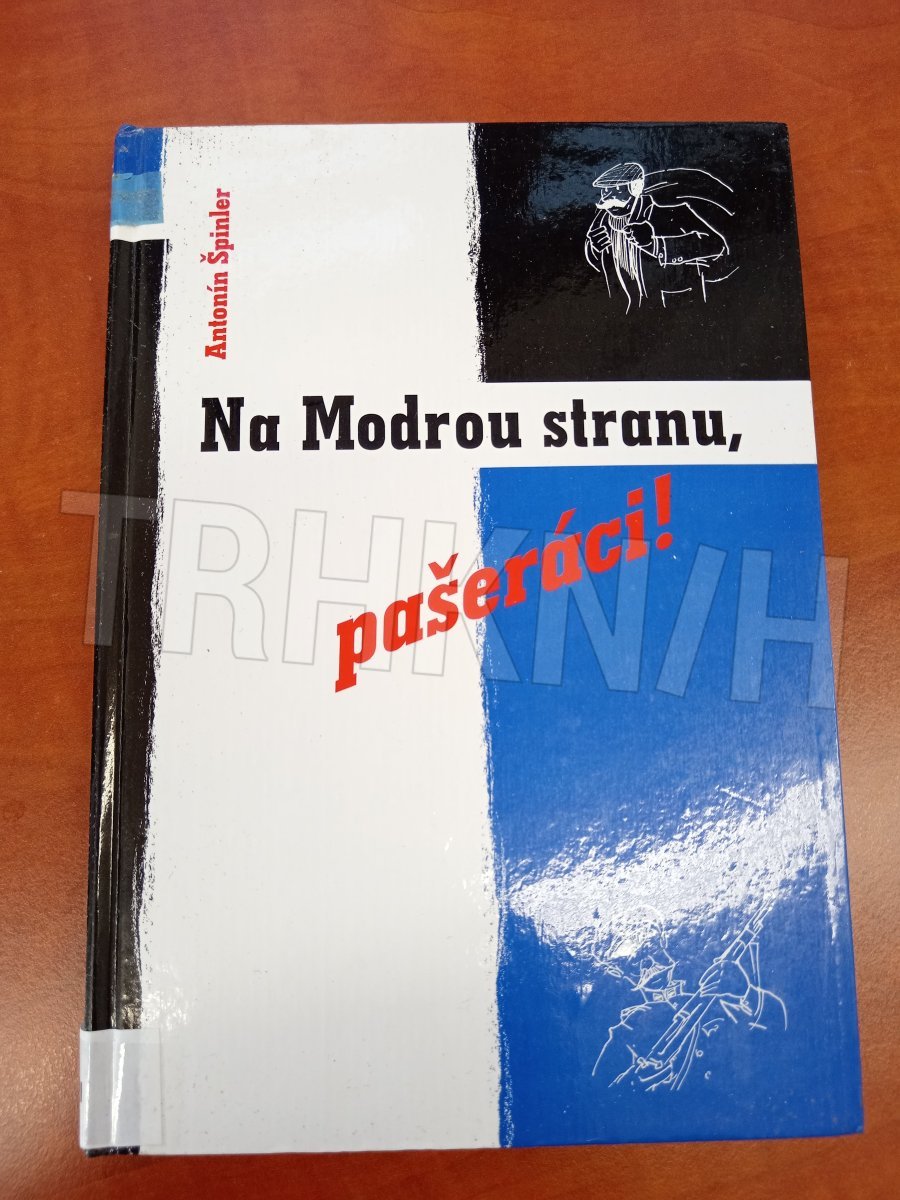 Antonín Špinler
Na Modrou stranu,
pašeráci!
TRHKNIH